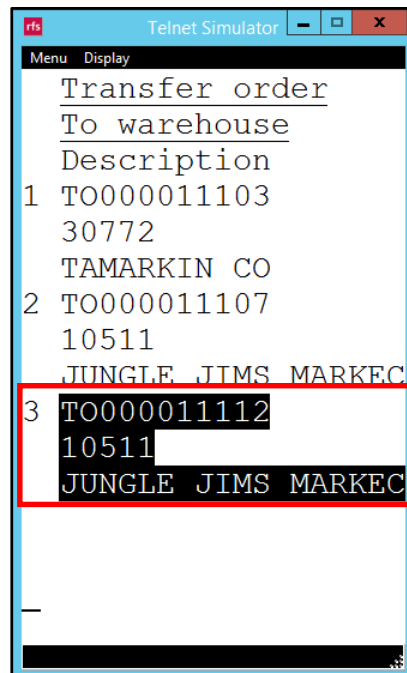 rfs Telnet Simulator
Menu Display
Transfer order
To warehouse
Description
1 TO000011103
30772
TAMARKIN CO
2 TO000011107
10511
JUNGLE JIMS MARKEC
3 TO000011112
10511
JUNGLE JIMS MARKEC